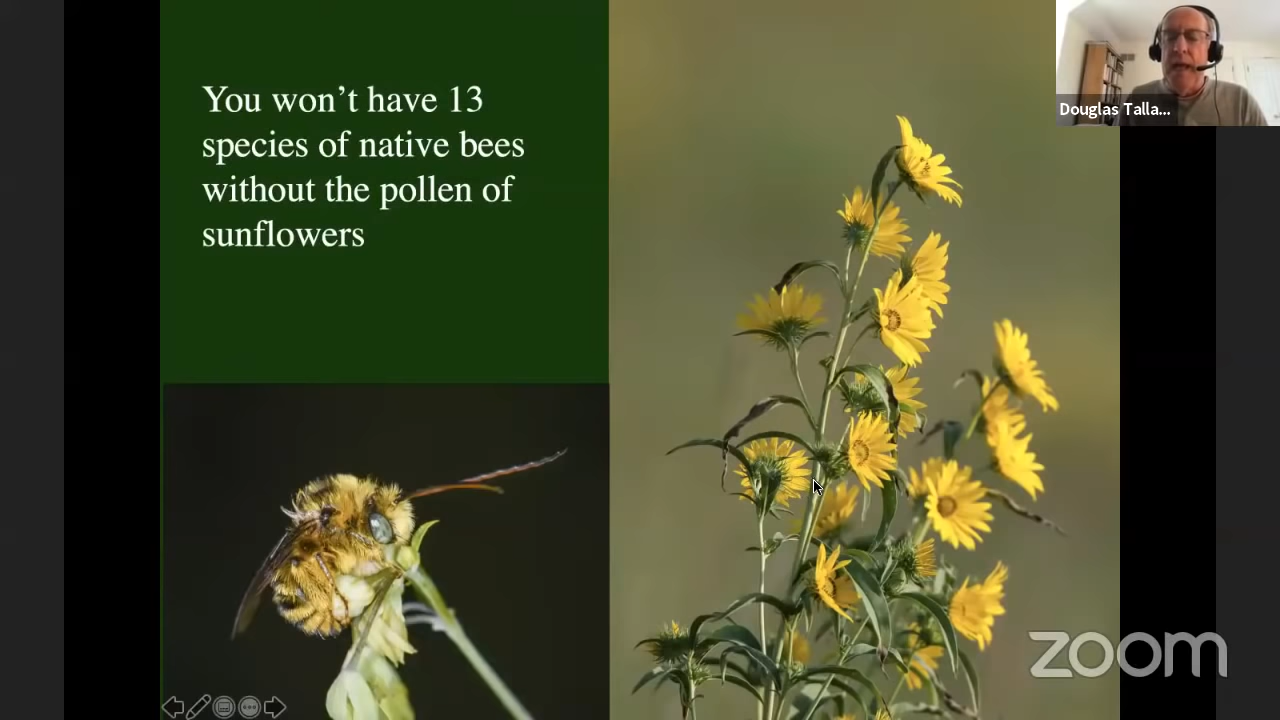 You won’t have 13
species of native bees
without the pollen of
sunflowers
Douglas Talla...
zoom